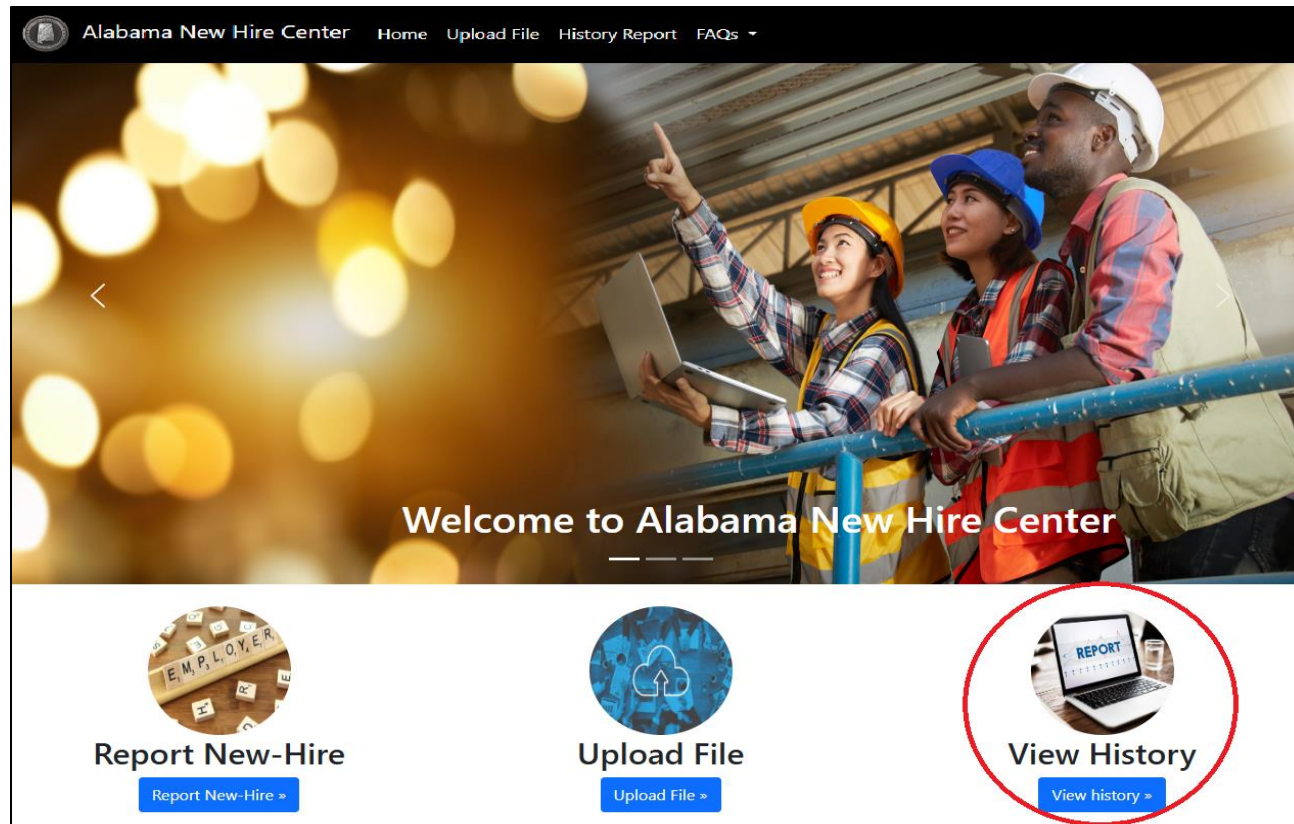 Alabama New Hire Center Home Upload File History Report FAQs
Welcome to Alabama New Hire Center
EMPLOYER
REPORT
Report New-Hire
Upload File
View History
Report New-Hire »
Upload File »
View history »